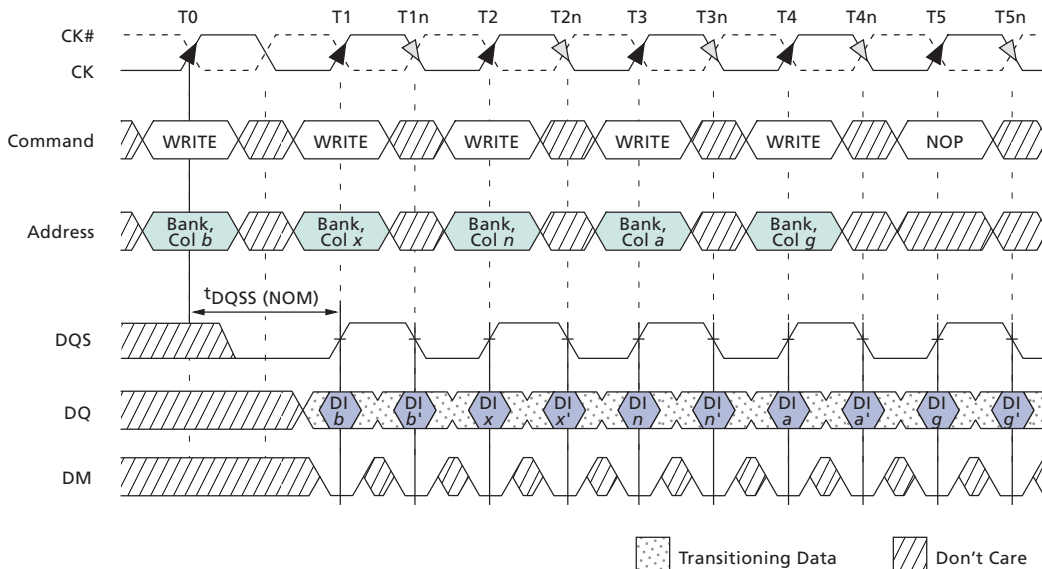 T0 T1 T1n T2 T2n T3 T3n T4 T4n T5 T5n
CK#
CK
Command WRITE WRITE WRITE WRITE WRITE NOP
Address Bank, Col b Bank, Col x Bank, Col n Bank, Col a Bank, Col g
tDQSS (NOM)
DQS
DQ DI b DI b' DI x DI x' DI n DI n' DI a DI a' DI g DI g'
DM
Transitioning Data Don't Care